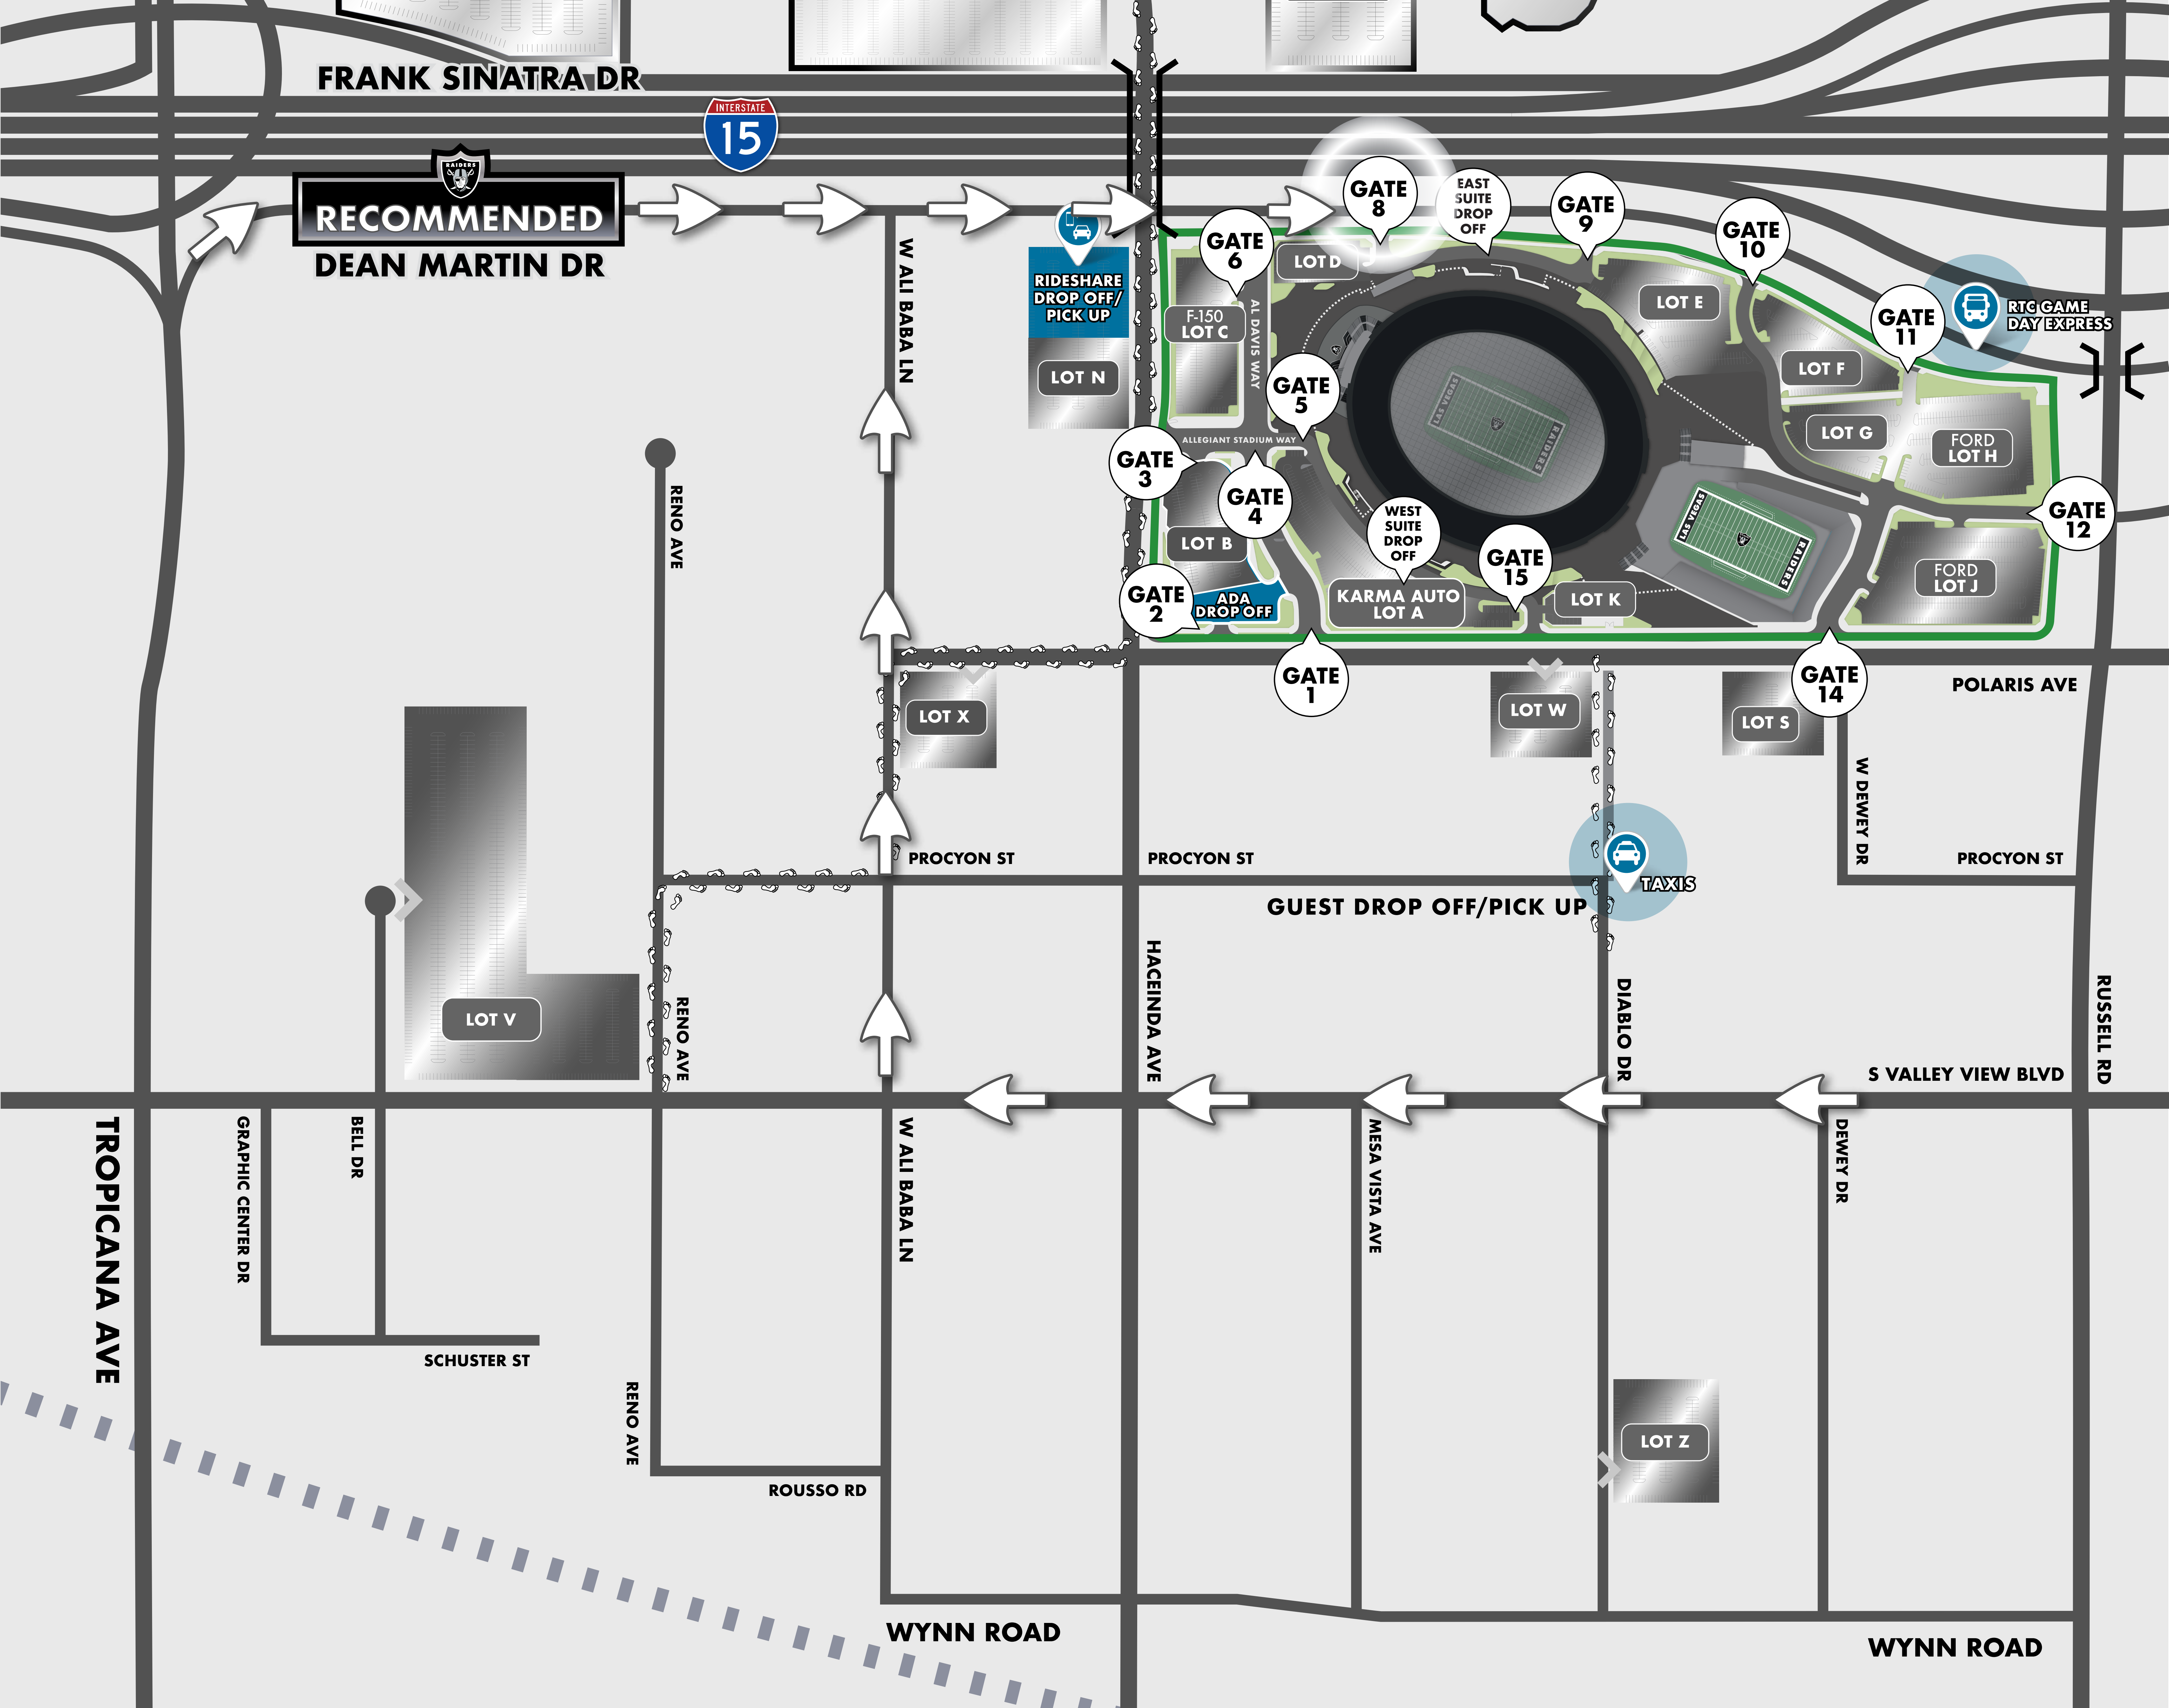 FRANK SINATRA DR
INTERSTATE
15
RAIDERS
RECOMMENDED
DEAN MARTIN DR
W ALI BABA LN
RIDESHARE
DROP OFF/
PICK UP
LOT N
GATE
6
LOT D
GATE
8
EAST
SUITE
DROP
OFF
GATE
9
GATE
10
GATE
11
RTC GAME
DAY EXPRESS
F-150
LOT C
AL DAVIS WAY
LOT E
LOT F
LOT G
FORD
LOT H
GATE
5
LAS VEGAS
RAIDERS
ALLEGIANT STADIUM WAY
GATE
3
GATE
4
LOT B
GATE
2
ADA
DROP OFF
WEST
SUITE
DROP
OFF
KARMA AUTO
LOT A
GATE
15
LOT K
LAS VEGAS
RAIDERS
GATE
12
FORD
LOT J
GATE
1
GATE
14
POLARIS AVE
RENO AVE
LOT X
LOT W
LOT S
W DEWEY DR
PROCYON ST
PROCYON ST
PROCYON ST
TAXIS
GUEST DROP OFF/PICK UP
LOT V
RENO AVE
HACEINDA AVE
DIABLO DR
RUSSELL RD
S VALLEY VIEW BLVD
TROPICANA AVE
GRAPHIC CENTER DR
BELL DR
W ALI BABA LN
MESA VISTA AVE
DEWEY DR
SCHUSTER ST
RENO AVE
ROUSSO RD
LOT Z
WYNN ROAD
WYNN ROAD